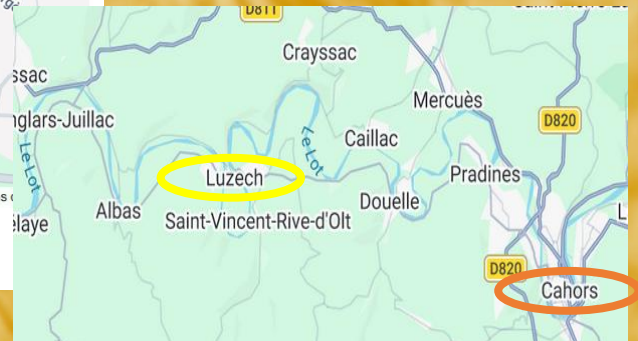 D811
Crayssac
ssac
Mercuès
nglars-Juillac
D820
Le Lot
Caillac
Le Lot
Luzech
Pradines
Albas
Douelle
elaye
Saint-Vincent-Rive-d'Olt
D820
Cahors